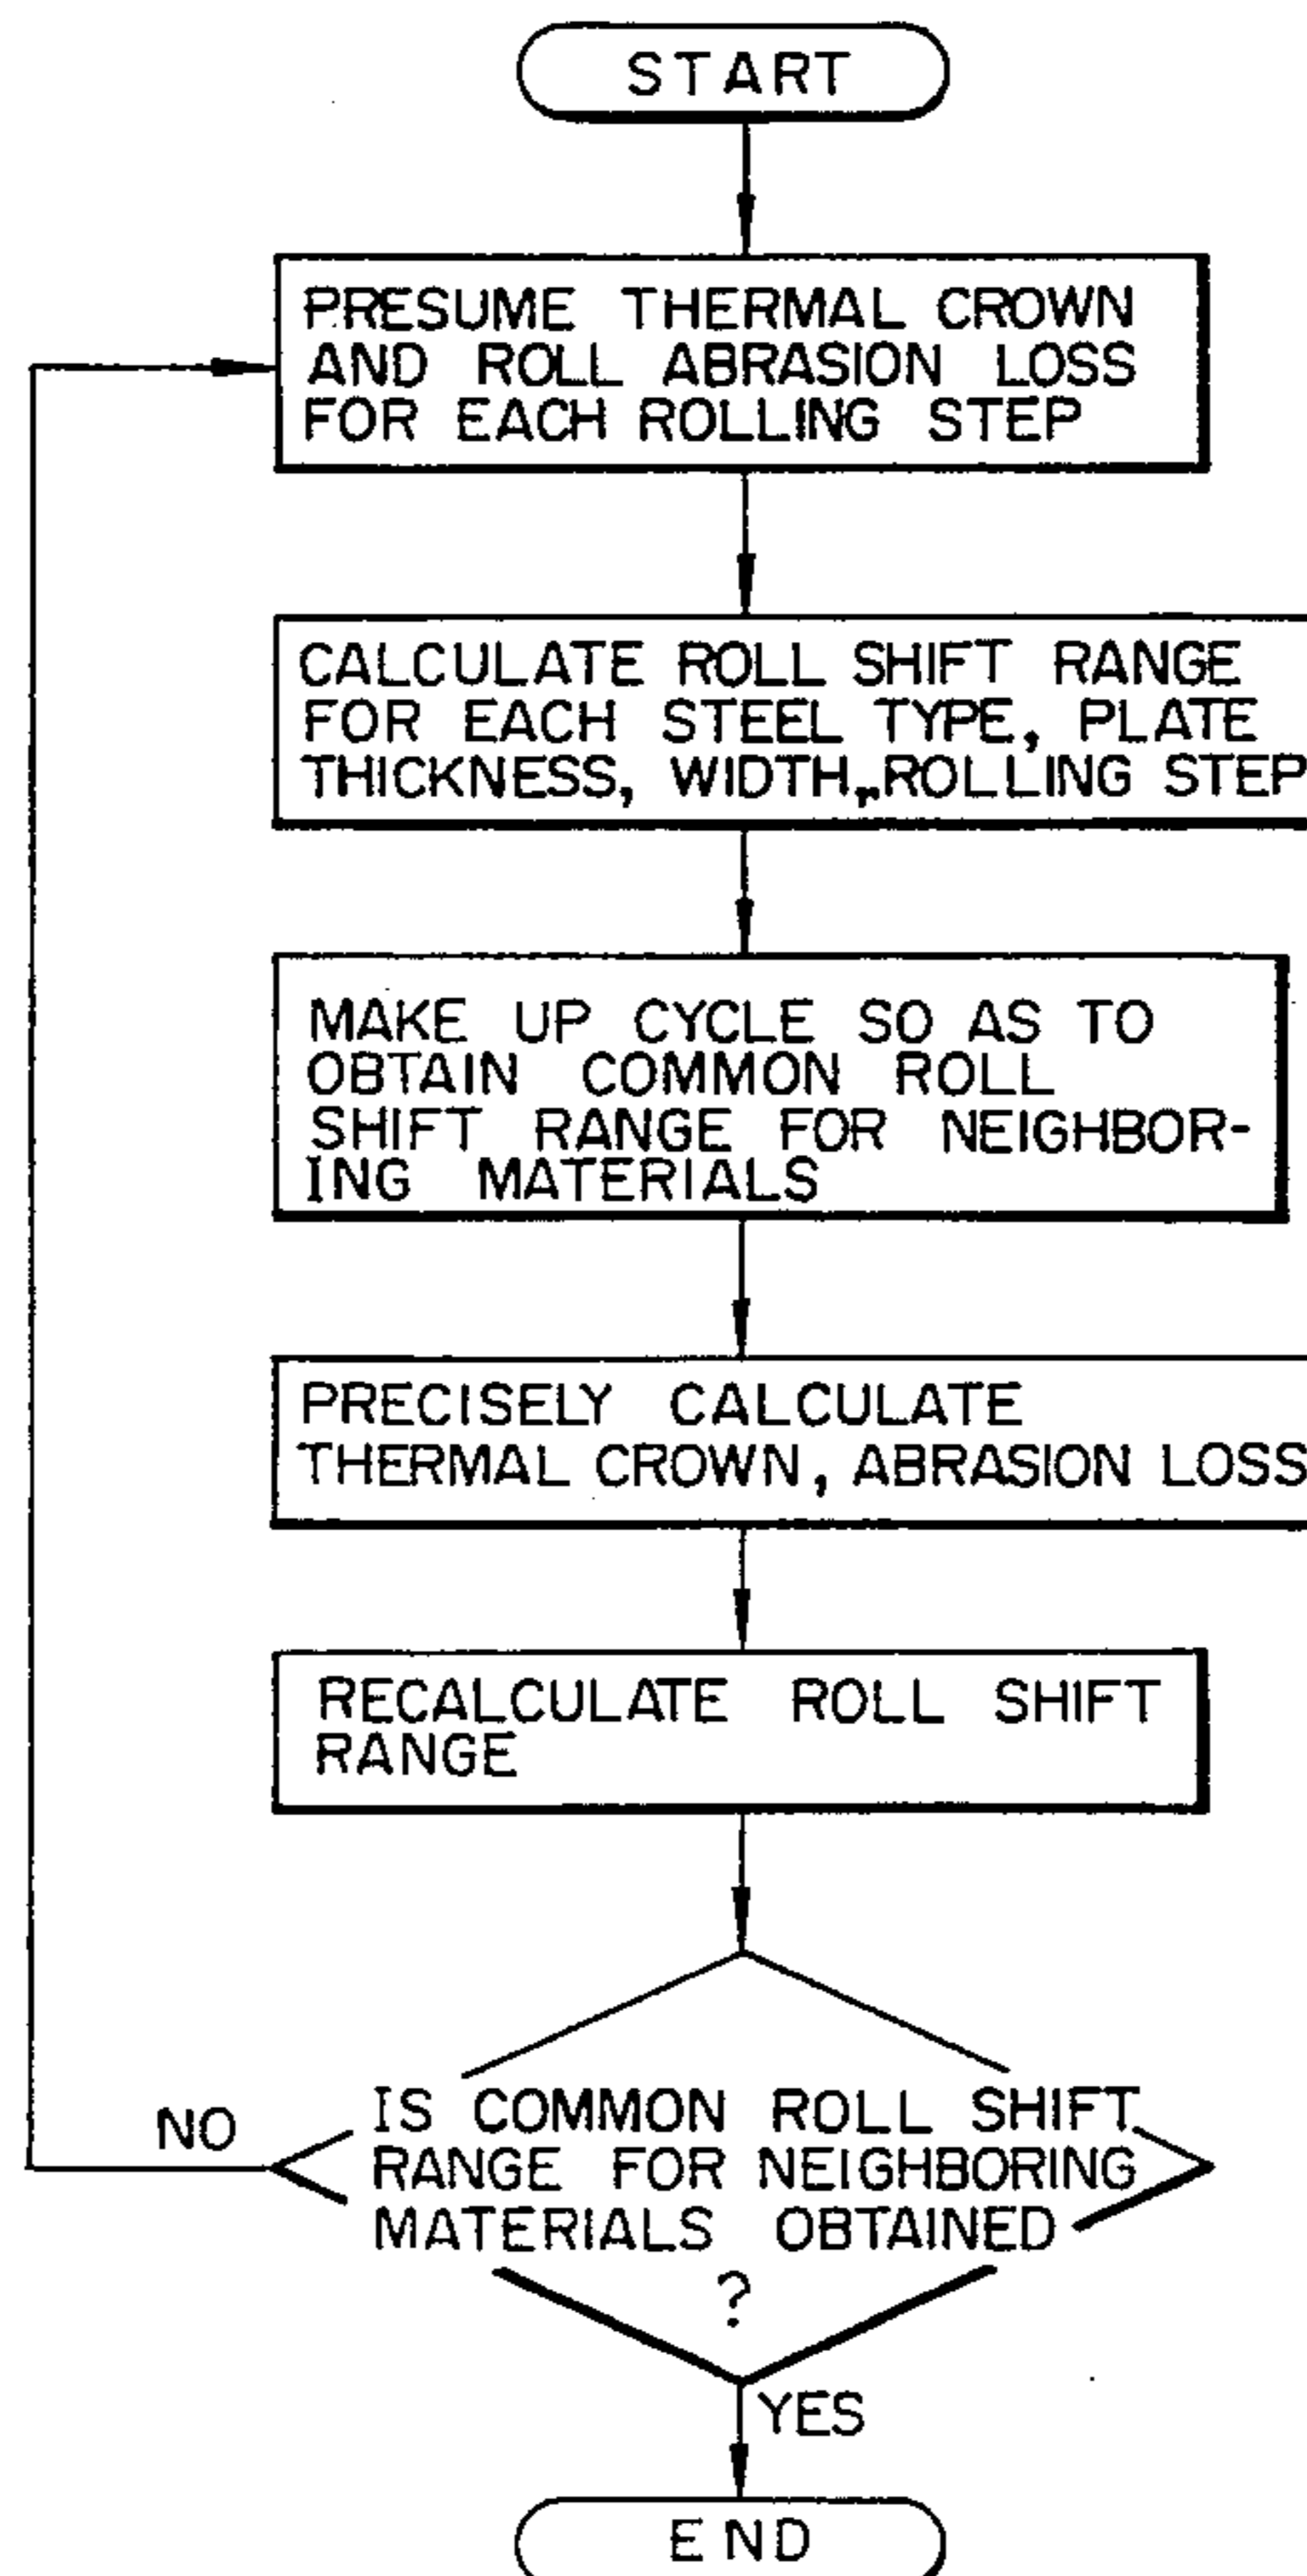 START
PRESUME THERMAL CROWN
AND ROLL ABRASION LOSS
FOR EACH ROLLING STEP
CALCULATE ROLL SHIFT RANGE
FOR EACH STEEL TYPE, PLATE
THICKNESS, WIDTH, ROLLING STEP
MAKE UP CYCLE SO AS TO
OBTAIN COMMON ROLL
SHIFT RANGE FOR NEIGHBOR-
ING MATERIALS
PRECISELY CALCULATE
THERMAL CROWN, ABRASION LOSS
RECALCULATE ROLL SHIFT
RANGE
NO
IS COMMON ROLL SHIFT
RANGE FOR NEIGHBORING
MATERIALS OBTAINED
?
YES
END